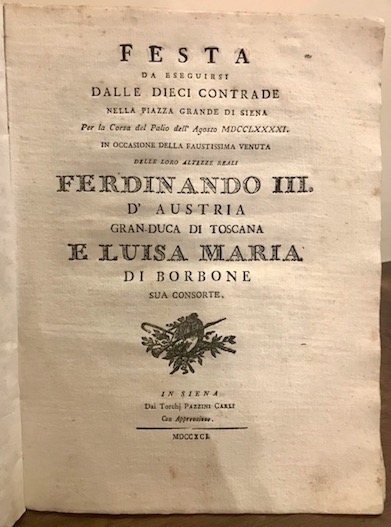 FESTA
DA ESEGUIRSI
DALLE DIECI CONTRADE
NELLA PIAZZA GRANDE DI SIENA
Per la Corsa del Palio dell' Agosto MDCCLXXXXI.
IN OCCASIONE DELLA FAUSTISSIMA VENUTA
DELLE LORO ALTEZZE REALI
FERDINANDO III.
D' AUSTRIA
GRAN-DUCA DI TOSCANA
E LUISA MARIA
DI BORBONE
SUA CONSORTE.
IN SIENA
Dai Torchj PAZZINI CARLI
Con Approvazione.
MDCCXCI.